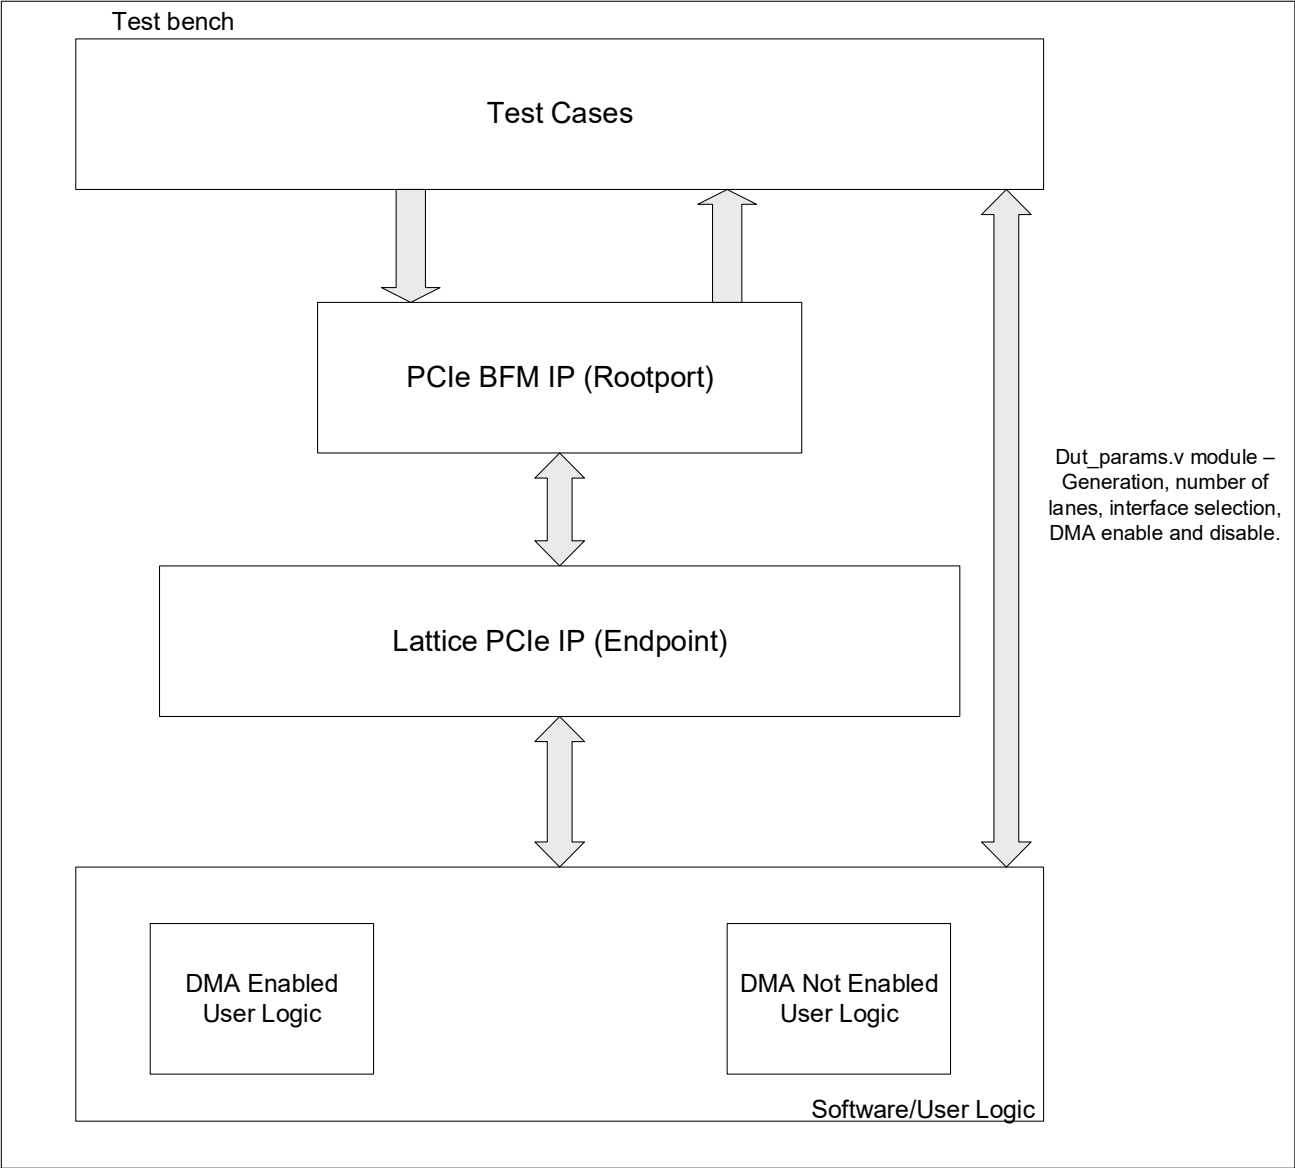 Test bench
Test Cases
PCIe BFM IP (Rootport)
Dut_params.v module –
Generation, number of
lanes, interface selection,
DMA enable and disable.
Lattice PCIe IP (Endpoint)
DMA Enabled
User Logic
DMA Not Enabled
User Logic
Software/User Logic